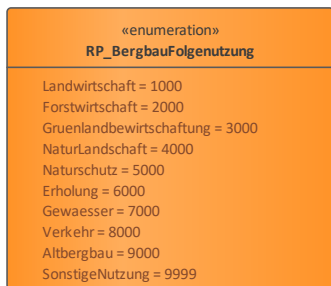 «enumeration»
RP_BergbauFolgenutzung
Landwirtschaft = 1000
Forstwirtschaft = 2000
Gruenlandbewirtschaftung = 3000
NaturLandschaft = 4000
Naturschutz = 5000
Erholung = 6000
Gewaesser = 7000
Verkehr = 8000
Altbergbau = 9000
SonstigeNutzung = 9999